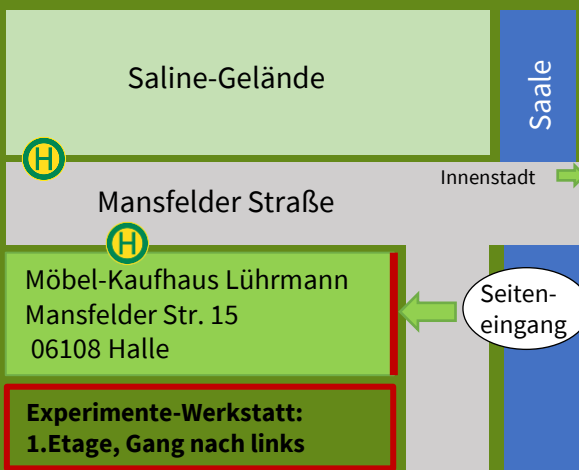 Saline-Gelände
Saale
H
Innenstadt
Mansfelder Straße
H
Möbel-Kaufhaus Lührmann
Mansfelder Str. 15
06108 Halle
Seiten-
eingang
Experimente-Werkstatt:
1.Etage, Gang nach links